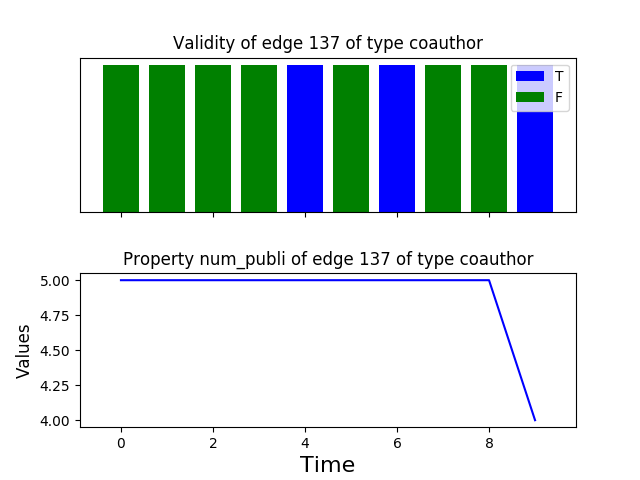 Validity of edge 137 of type coauthor
T
F
Property num_publi of edge 137 of type coauthor
5.00
4.75
4.50
4.25
4.00
Values
0 2 4 6 8
Time